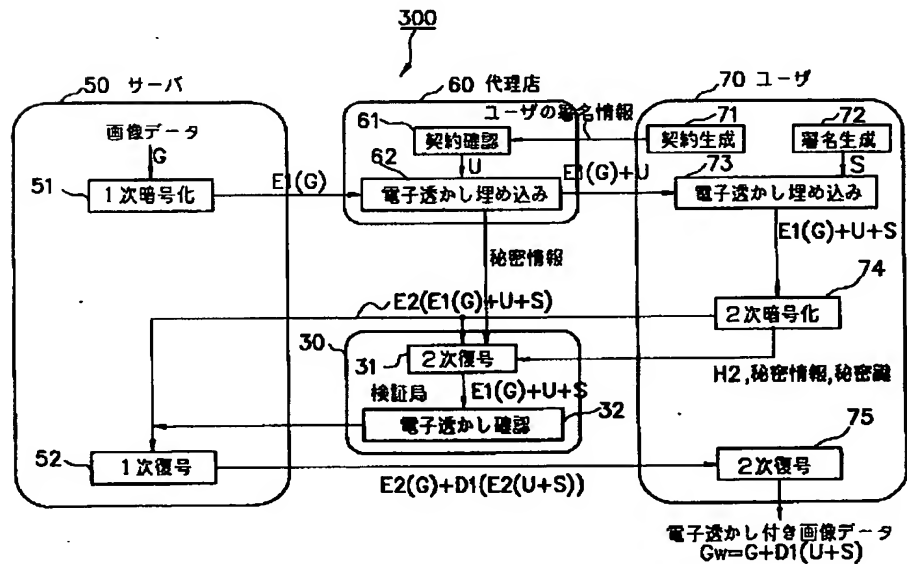 300
50 サーバ
60 代理店
70 ユーザ
ユーザの署名情報
画像データ
G
51
1次暗号化
E1(G)
61
契約確認
U
62
電子透かし埋め込み
E1(G)+U
71
契約生成
72
署名生成
S
73
電子透かし埋め込み
E1(G)+U+S
秘密情報
74
2次暗号化
E2(E1(G)+U+S)
30
31
2次復号
検証局
E1(G)+U+S
H2,秘密情報,秘密鍵
電子透かし確認
32
52
1次復号
75
2次復号
E2(G)+D1(E2(U+S))
電子透かし付き画像データ
Gw=G+D1(U+S)